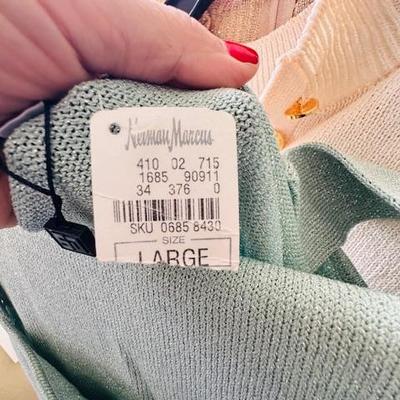 Neiman Marcus
410 02 715
1685 90911
34 376 0
SKU 0685 8430
SIZE
LARGE